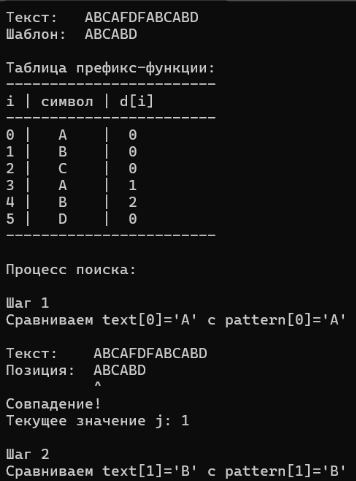 Текст:   ABCAFDFABCABD
Шаблон:  ABCABD
Таблица префикс-функции:
------------------------
i | символ | d[i]
------------------------
0 |   A    |  0
1 |   B    |  0
2 |   C    |  0
3 |   A    |  1
4 |   B    |  2
5 |   D    |  0
------------------------
Процесс поиска:
Шаг 1
Сравниваем text[0]='A' с pattern[0]='A'
Текст:    ABCAFDFABCABD
Позиция:  ABCABD
          ^
Совпадение!
Текущее значение j: 1
Шаг 2
Сравниваем text[1]='B' с pattern[1]='B'